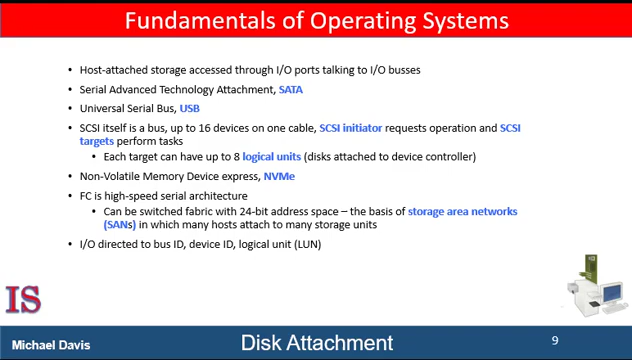 Fundamentals of Operating Systems
• Host-attached storage accessed through I/O ports talking to I/O busses
• Serial Advanced Technology Attachment, SATA
• Universal Serial Bus, USB
• SCSI itself is a bus, up to 16 devices on one cable, SCSI initiator requests operation and SCSI
targets perform tasks
• Each target can have up to 8 logical units (disks attached to device controller)
• Non-Volatile Memory Device express, NVMe
• FC is high-speed serial architecture
• Can be switched fabric with 24-bit address space – the basis of storage area networks
(SANs) in which many hosts attach to many storage units
• I/O directed to bus ID, device ID, logical unit (LUN)
IS
Michael Davis
Disk Attachment
9